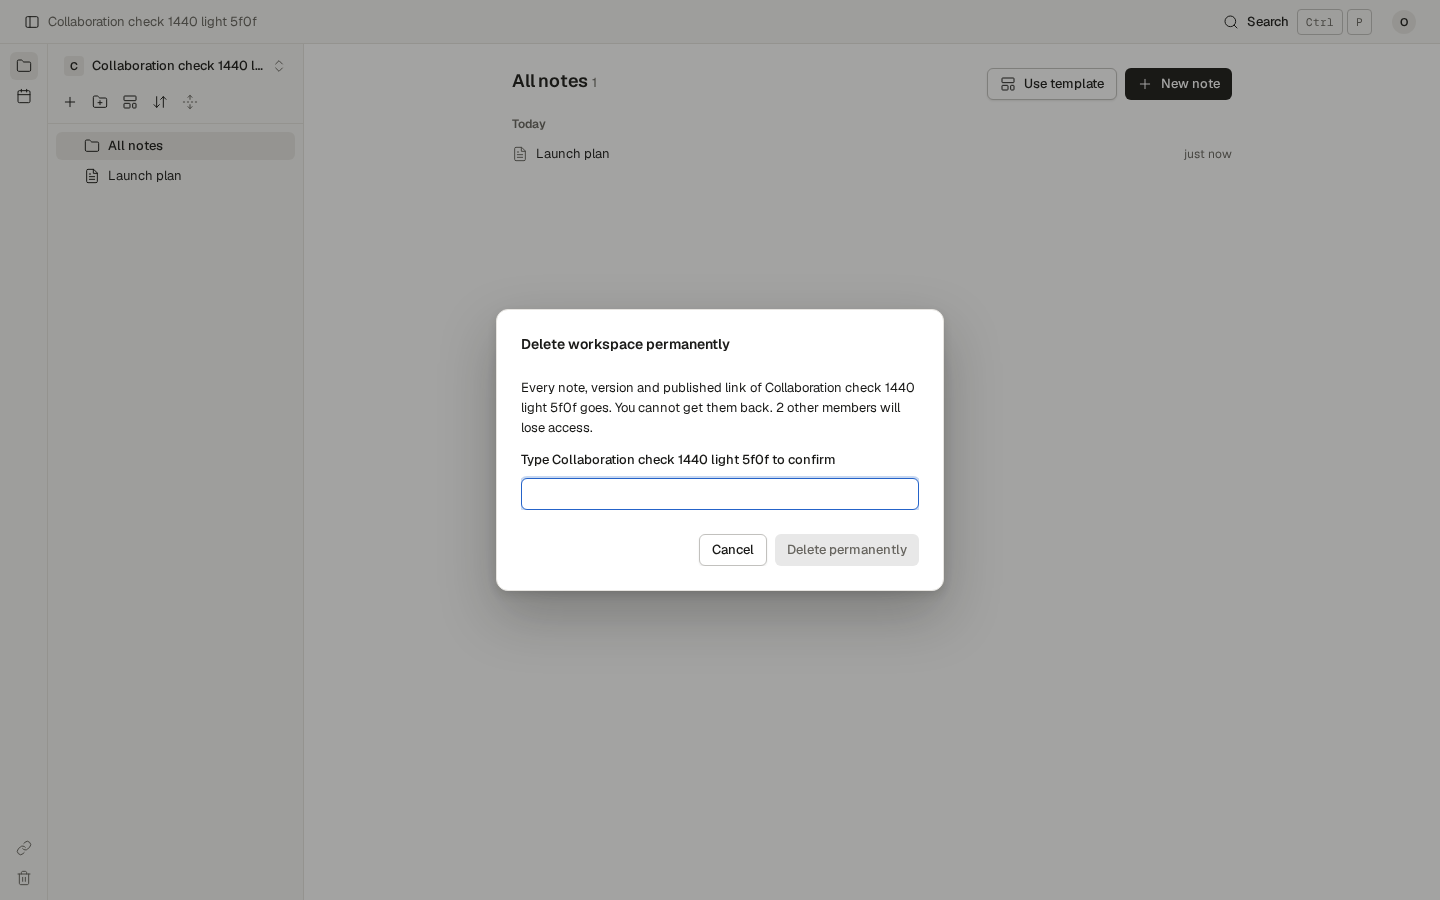 Collaboration check 1440 light 5f0f
Search Ctrl P O
C Collaboration check 1440 l...
All notes
Launch plan
All notes 1
Use template
New note
Today
Launch plan just now
Delete workspace permanently
Every note, version and published link of Collaboration check 1440
light 5f0f goes. You cannot get them back. 2 other members will
lose access.
Type Collaboration check 1440 light 5f0f to confirm
Cancel
Delete permanently